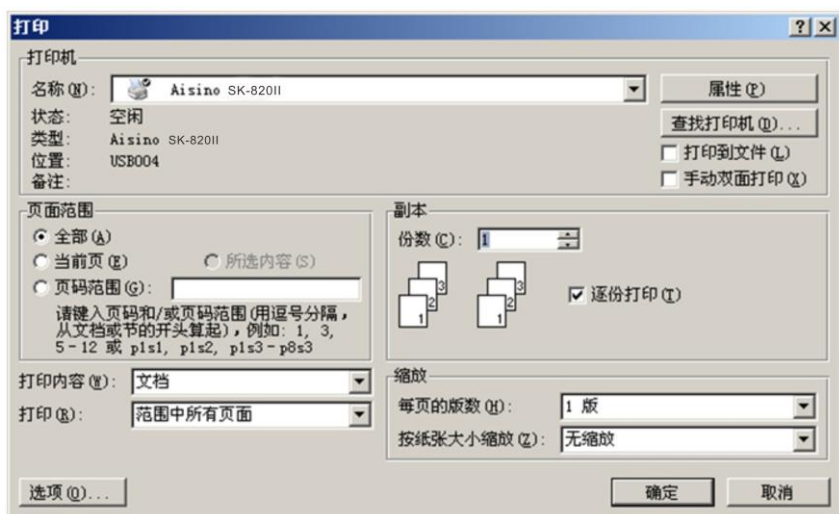 打印
打印机
名称(N): Aisino SK-820II
属性(P)
状态: 空闲
查找打印机(D)...
类型: Aisino SK-820II
位置: USB004
打印到文件(L)
备注:
手动双面打印(X)
页面范围
全部(A)
当前页(E) 所选内容(S)
页码范围(G):
请键入页码和/或页码范围(用逗号分隔，
从文档或节的开头算起)，例如: 1, 3,
5-12 或 p1s1, p1s2, p1s3-p8s3
副本
份数(C): 1
1 2 3 1 2 3
逐份打印(T)
打印内容(W): 文档
打印(R): 范围中所有页面
缩放
每页的版数(H): 1 版
按纸张大小缩放(Z): 无缩放
选项(O)...
确定
取消